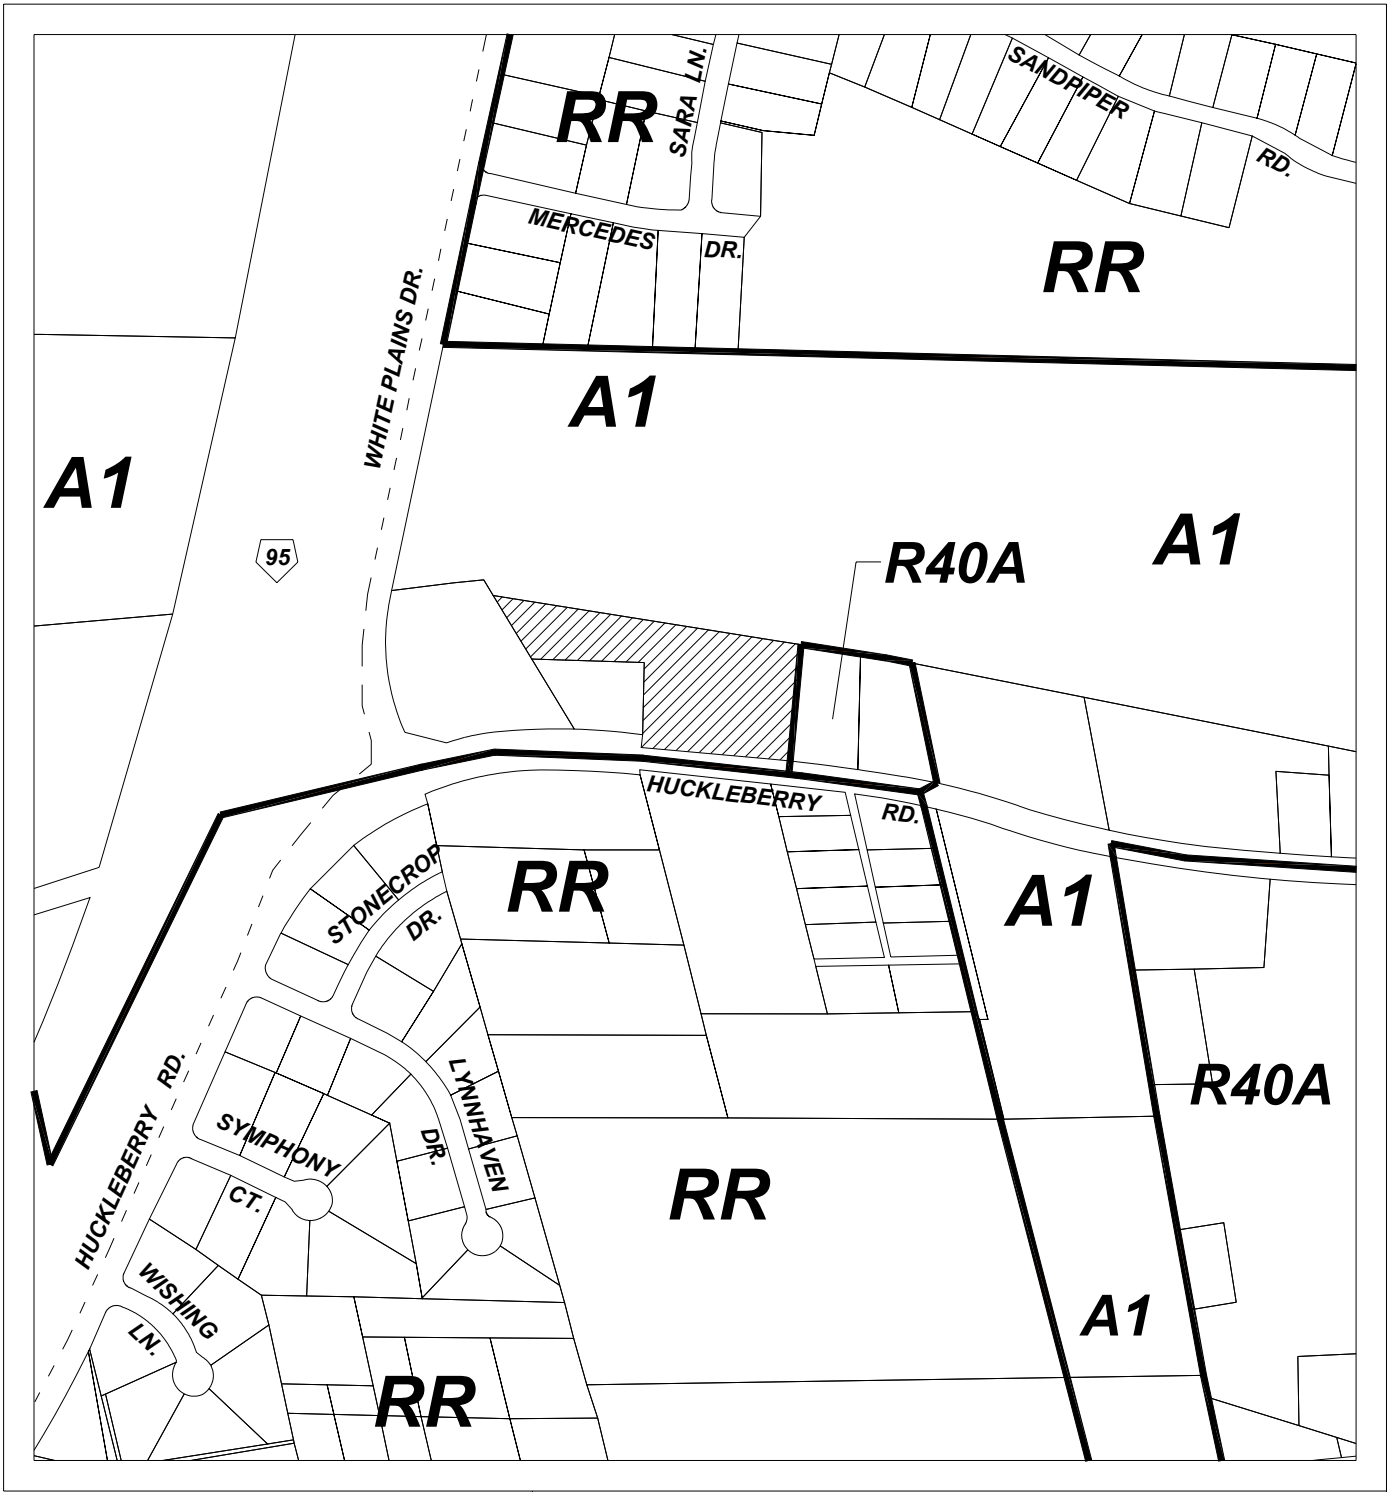 RR
SARA LN.
SANDPIPER
RD.
MERCEDES
DR.
RR
WHITE PLAINS DR.
A1
A1
A1
95
R40A
HUCKLEBERRY
RD.
STONECROP
DR.
RR
A1
HUCKLEBERRY RD.
LYNNHAVEN
DR.
SYMPHONY
CT.
R40A
RR
WISHING
LN.
A1
RR